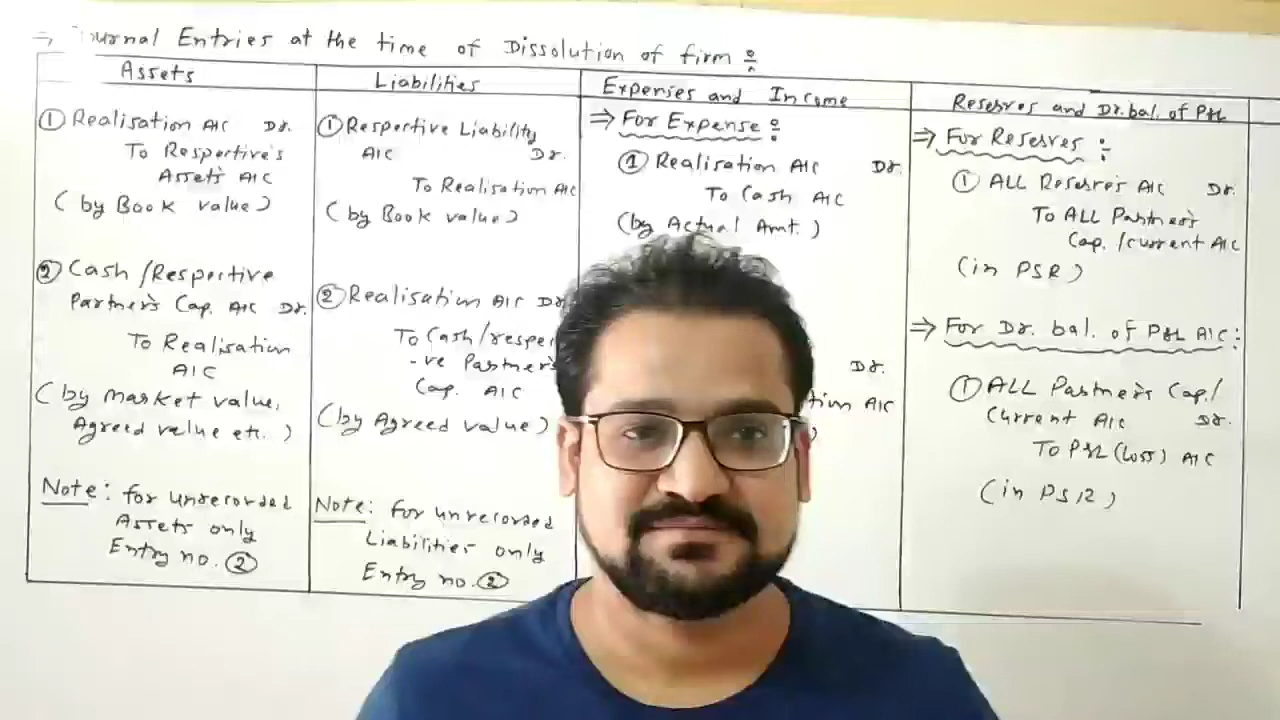 ⇒ Journal Entries at the time of Dissolution of firm :
Assets
① Realisation A/C Dr.
To Respective's
Assets A/C
(by Book value)
② Cash/Respective
Partner's Cap. A/C Dr.
To Realisation
A/C
(by market value,
Agreed value etc.)
Note: for unrecorded
Assets only
Entry no. ②
Liabilities
① Respective Liability
A/C Dr.
To Realisation A/C
(by Book value)
② Realisation A/C Dr.
To Cash/respecti
-ve Partner's
Cap. A/C
(by Agreed value)
Note: for unrecorded
Liabilities only
Entry no. ②
Expenses and Income
⇒ For Expense :
① Realisation A/C Dr.
To Cash A/C
(by Actual Amt.)
Dr.
A/C
Reserves and Dr. bal. of P&L
⇒ For Reserves :
① ALL Reserves A/C Dr.
To ALL Partner's
Cap. /current A/C
(in PSR)
⇒ For Dr. bal. of P&L A/C :
① ALL Partner's Cap./
Current A/C Dr.
To P&L (Loss) A/C
(in PSR)